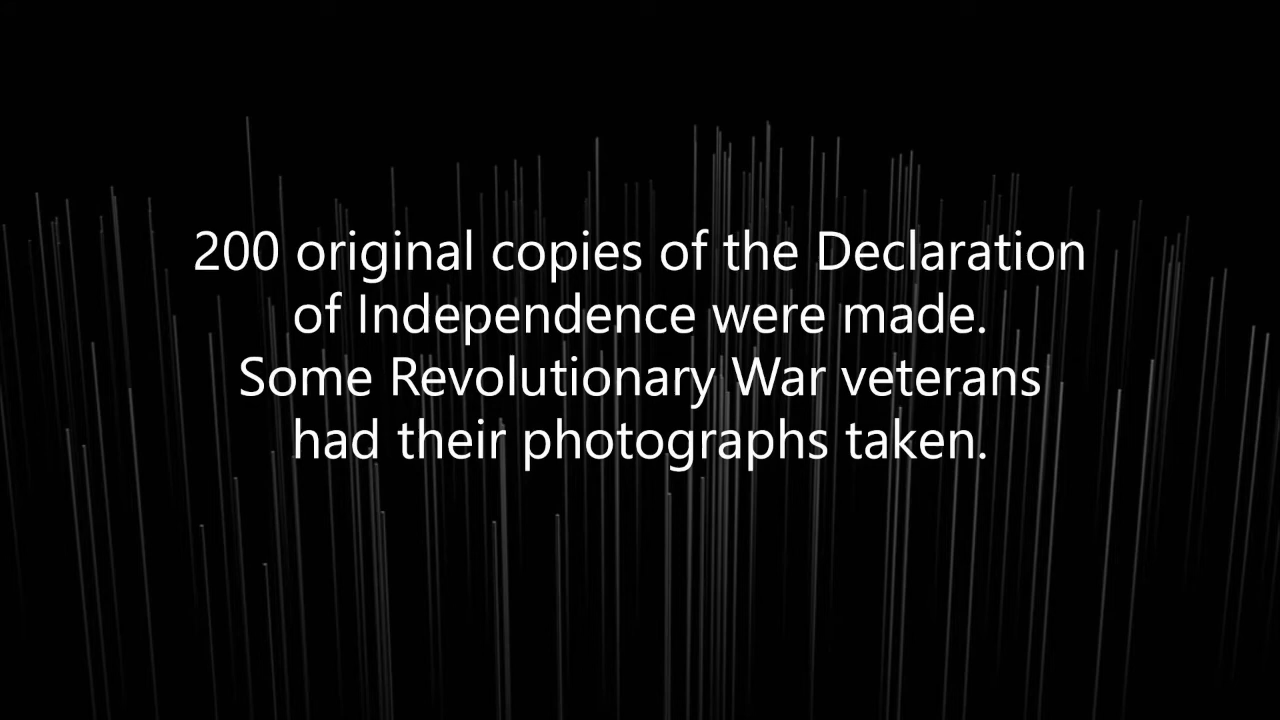 200 original copies of the Declaration
of Independence were made.
Some Revolutionary War veterans
had their photographs taken.